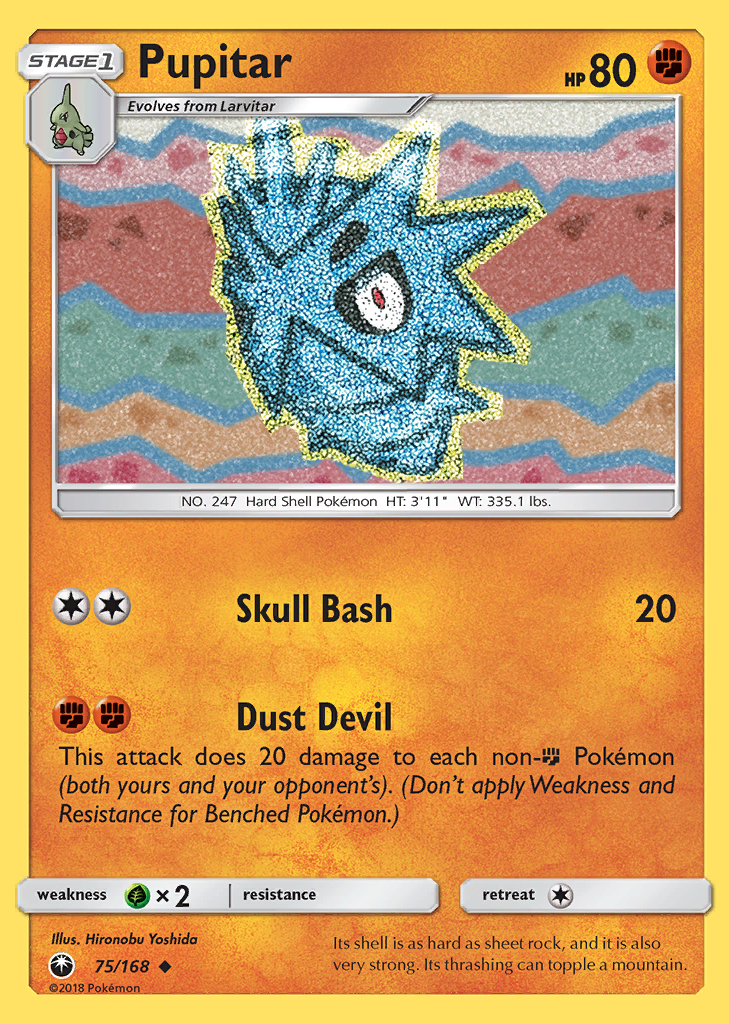 STAGE1 Pupitar HP 80
Evolves from Larvitar
NO. 247 Hard Shell Pokémon HT: 3'11" WT: 335.1 lbs.
Skull Bash 20
Dust Devil
This attack does 20 damage to each non- Pokémon
(both yours and your opponent's). (Don't apply Weakness and
Resistance for Benched Pokémon.)
weakness × 2 resistance retreat
Illus. Hironobu Yoshida
75/168
©2018 Pokémon
Its shell is as hard as sheet rock, and it is also
very strong. Its thrashing can topple a mountain.